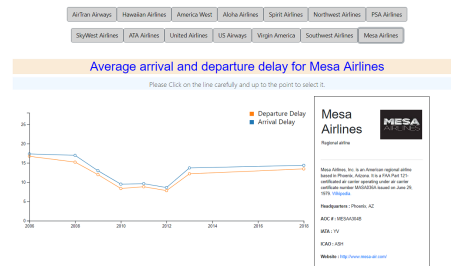 AirTran Airways Hawaiian Airlines America West Aloha Airlines Spirit Airlines Northwest Airlines PSA Airlines
SkyWest Airlines ATA Airlines United Airlines US Airways Virgin America Southwest Airlines Mesa Airlines
Average arrival and departure delay for Mesa Airlines
Please Click on the line carefully and up to the point to select it.
Departure Delay
Arrival Delay
25
20
15
10
5
0
2008 2008 2010 2012 2014 2016 2018
Mesa
Airlines
MESA
AIRLINES
Regional airline
Mesa Airlines, Inc. is an American regional airline
based in Phoenix, Arizona. It is a FAA Part 121-
certificated air carrier operating under air carrier
certificate number MASA036A issued on June 29,
1979. Wikipedia
Headquarters : Phoenix, AZ
AOC # : MESAA304B
IATA : YV
ICAO : ASH
Website : http://www.mesa-air.com/